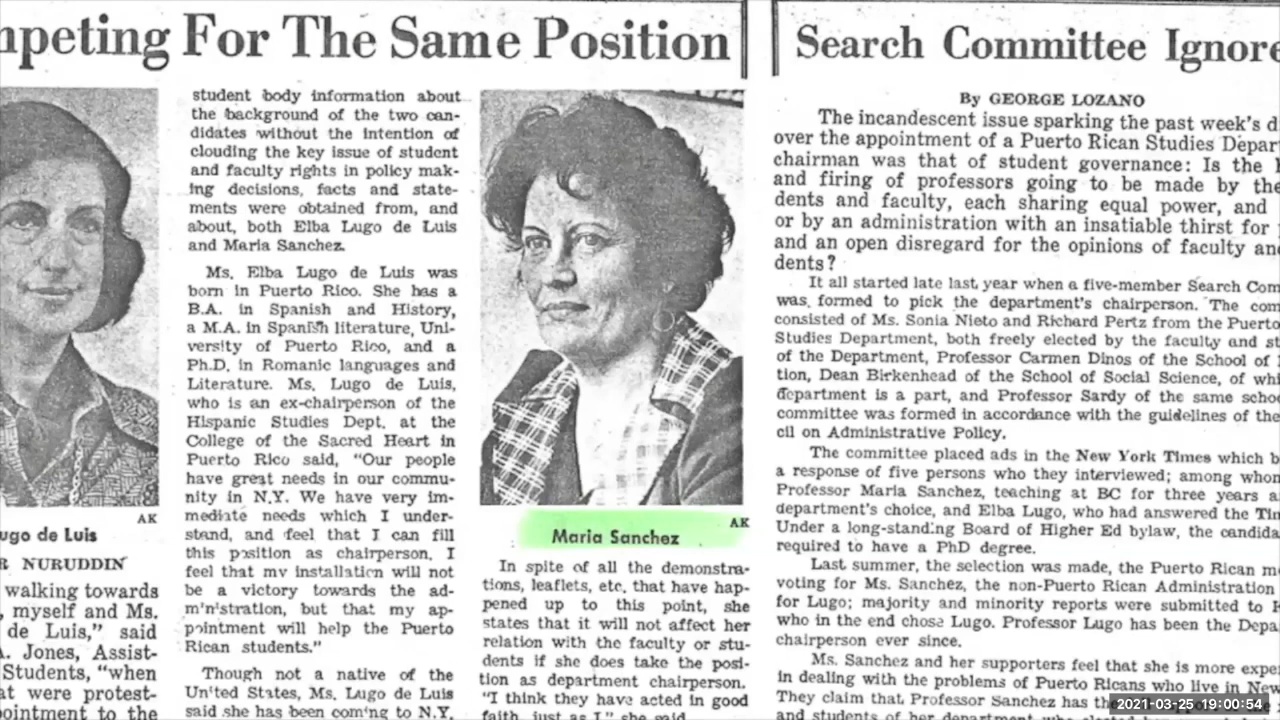 mpeting For The Same Position
ugo de Luis
R NURUDDIN
walking towards
, myself and Ms.
de Luis," said
A. Jones, Assist-
Students, "when
at were protest-
pointment to the
student body information about
the background of the two can-
didates without the intention of
clouding the key issue of student
and faculty rights in policy mak-
ing decisions, facts and state-
ments were obtained from, and
about, both Elba Lugo de Luis
and Maria Sanchez.
Ms. Elba Lugo de Luis was
born in Puerto Rico. She has a
B.A. in Spanish and History,
a M.A. in Spanish literature, Uni-
versity of Puerto Rico, and a
Ph.D. in Romanic languages and
Literature. Ms. Lugo de Luis,
who is an ex-chairperson of the
Hispanic Studies Dept. at the
College of the Sacred Heart in
Puerto Rico said, "Our people
have great needs in our commu-
nity in N.Y. We have very im-
mediate needs which I under-
stand, and feel that I can fill
this position as chairperson. I
feel that my installation will not
be a victory towards the ad-
m'n'stration, but that my ap-
pointment will help the Puerto
Rican students."
Though not a native of the
United States, Ms. Lugo de Luis
said she has been coming to N.Y.
AK
AK
Maria Sanchez
In spite of all the demonstra-
tions, leaflets, etc. that have hap-
pened up to this point, she
states that it will not affect her
relation with the faculty or stu-
dents if she does take the posi-
tion as department chairperson.
"I think they have acted in good
faith, just as I," she said.
Search Committee Ignore
By GEORGE LOZANO
The incandescent issue sparking the past week's d
over the appointment of a Puerto Rican Studies Depar
chairman was that of student governance: Is the
and firing of professors going to be made by the
dents and faculty, each sharing equal power, and
or by an administration with an insatiable thirst for
and an open disregard for the opinions of faculty an
dents?
It all started late last year when a five-member Search Com
was formed to pick the department's chairperson. The com
consisted of Ms. Sonia Nieto and Richard Pertz from the Puerto
Studies Department, both freely elected by the faculty and st
of the Department, Professor Carmen Dinos of the School of
tion, Dean Birkenhead of the School of Social Science, of whi
department is a part, and Professor Sardy of the same schoo
committee was formed in accordance with the guidelines of the
cil on Administrative Policy.
The committee placed ads in the New York Times which b
a response of five persons who they interviewed; among whom
Professor Maria Sanchez, teaching at BC for three years a
department's choice, and Elba Lugo, who had answered the Tim
Under a long-standing Board of Higher Ed bylaw, the candida
required to have a PhD degree.
Last summer, the selection was made, the Puerto Rican m
voting for Ms. Sanchez, the non-Puerto Rican Administration
for Lugo; majority and minority reports were submitted to
who in the end chose Lugo. Professor Lugo has been the Depa
chairperson ever since.
Ms. Sanchez and her supporters feel that she is more expe
in dealing with the problems of Puerto Ricans who live in New
They claim that Professor Sanchez has the
and students of her department who
2021-03-25 19:00:54